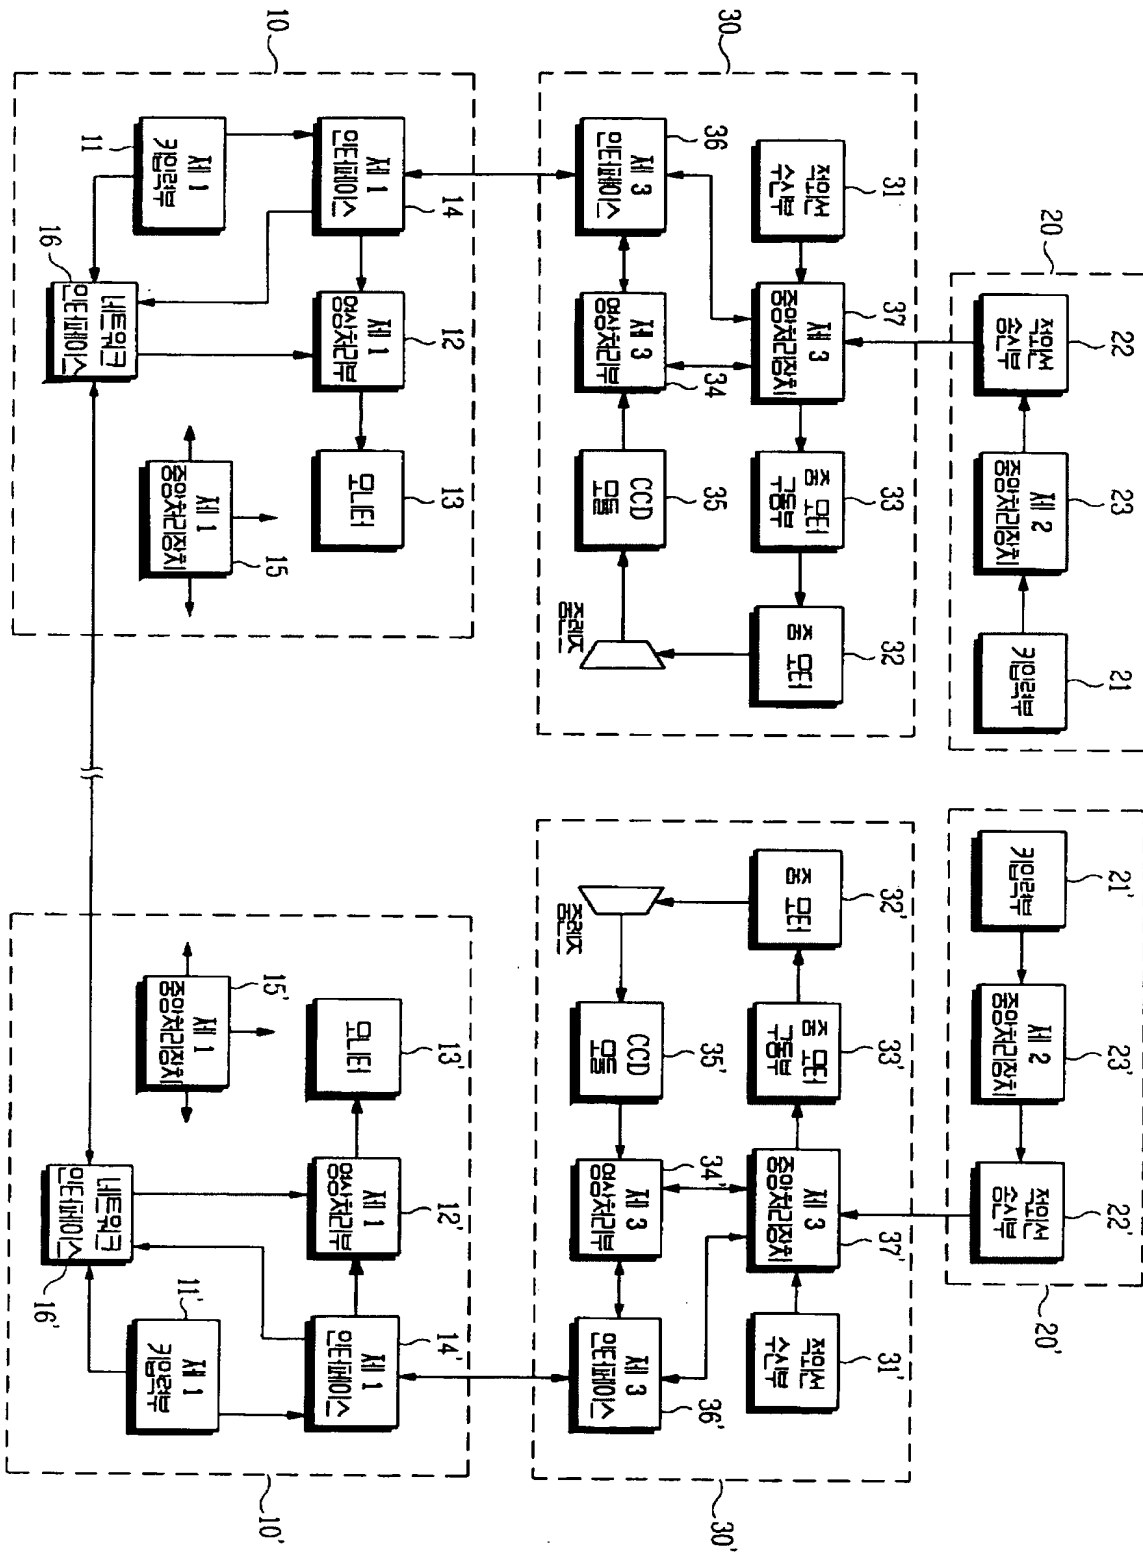 20
22
23
21
21'
23'
22'
20'
적외선
송신부
제 2
중앙처리장치
키입력부
키입력부
제 2
중앙처리장치
적외선
송신부
30
31
37
33
32
32'
33'
37'
31'
30'
적외선
수신부
제 3
중앙처리장치
줌 모터
구동부
줌 모터
줌 모터
줌 모터
구동부
제 3
중앙처리장치
적외선
수신부
36
34
35
35'
34'
36'
제 3
인터페이스
제 3
영상처리부
CCD
모듈
줌렌즈
줌렌즈
CCD
모듈
제 3
영상처리부
제 3
인터페이스
10
14
12
13
13'
12'
14'
10'
제 1
인터페이스
제 1
영상처리부
모니터
모니터
제 1
영상처리부
제 1
인터페이스
11
15
15'
11'
제 1
키입력부
제 1
중앙처리장치
제 1
중앙처리장치
제 1
키입력부
16
네트워크
인터페이스
네트워크
인터페이스
16'